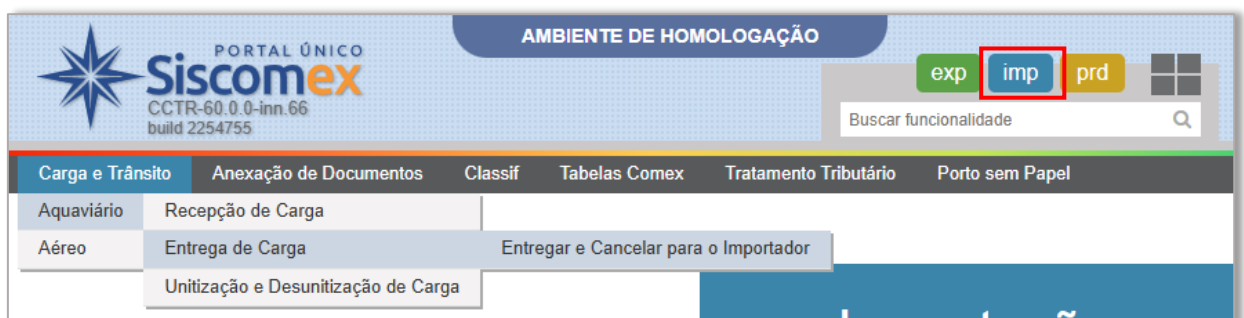 AMBIENTE DE HOMOLOGAÇÃO
PORTAL ÚNICO
Siscomex
CCTR-60.0.0-inn.66
build 2254755
exp imp prd
Buscar funcionalidade
Carga e Trânsito Anexação de Documentos Classif Tabelas Comex Tratamento Tributário Porto sem Papel
Aquaviário Recepção de Carga
Aéreo Entrega de Carga Entregar e Cancelar para o Importador
Unitização e Desunitização de Carga